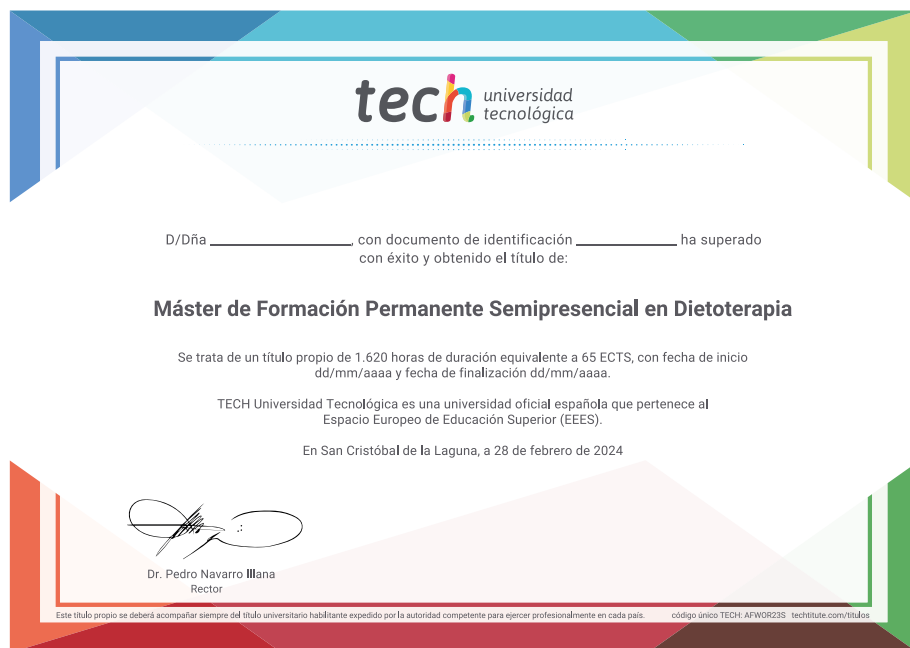 tech universidad
tecnológica
D/Dña ____________________, con documento de identificación ______________ ha superado
con éxito y obtenido el título de:
Máster de Formación Permanente Semipresencial en Dietoterapia
Se trata de un título propio de 1.620 horas de duración equivalente a 65 ECTS, con fecha de inicio
dd/mm/aaaa y fecha de finalización dd/mm/aaaa.
TECH Universidad Tecnológica es una universidad oficial española que pertenece al
Espacio Europeo de Educación Superior (EEES).
En San Cristóbal de la Laguna, a 28 de febrero de 2024
Dr. Pedro Navarro Illana
Rector
Este título propio se deberá acompañar siempre del título universitario habilitante expedido por la autoridad competente para ejercer profesionalmente en cada país. código único TECH: AFWOR23S techtitute.com/titulos